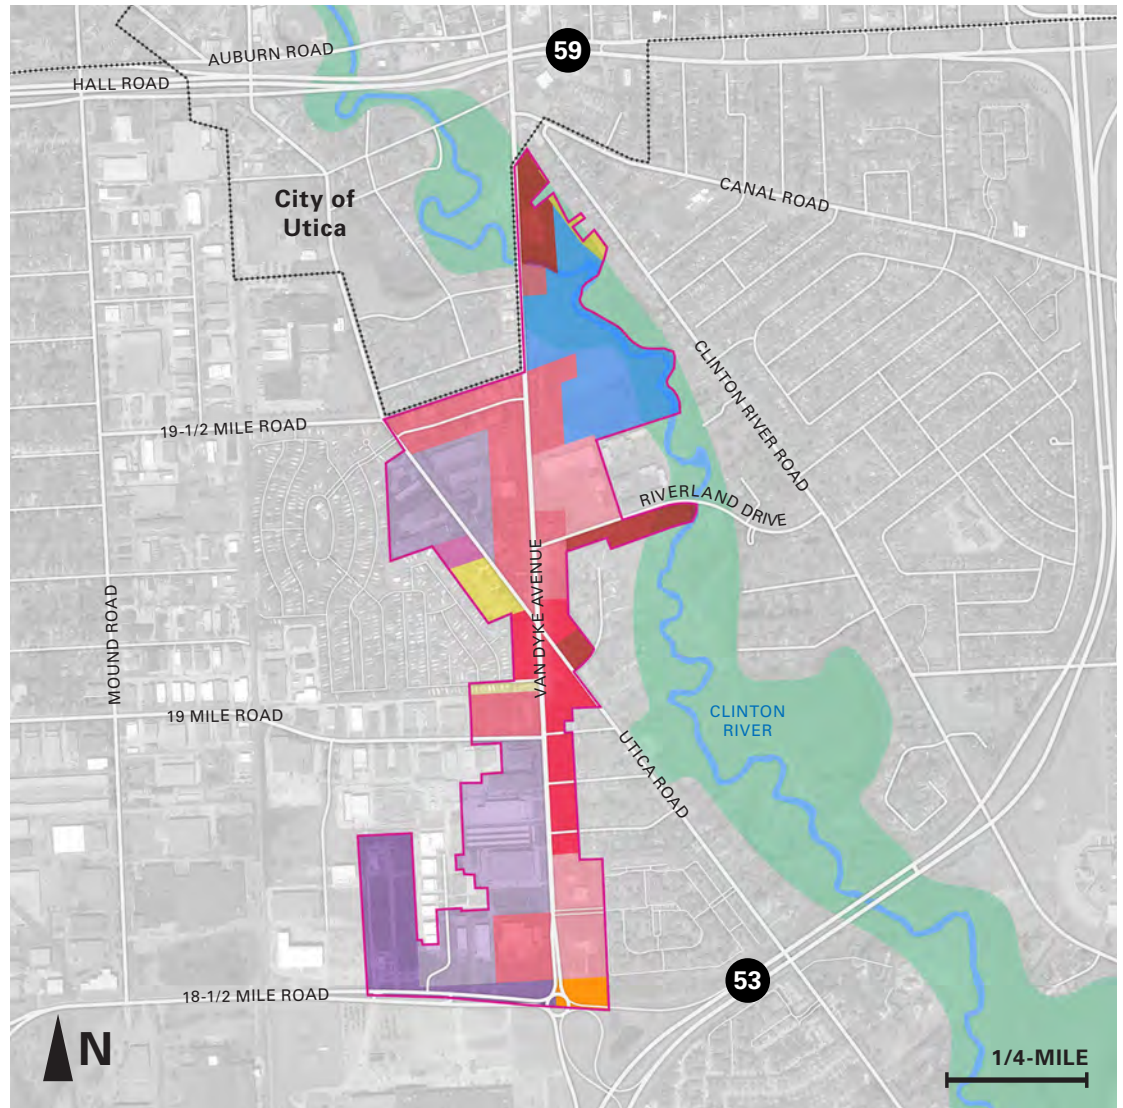 AUBURN ROAD
59
HALL ROAD
City of
Utica
CANAL ROAD
CLINTON RIVER ROAD
19-1/2 MILE ROAD
RIVERLAND DRIVE
VAN DYKE AVENUE
MOUND ROAD
CLINTON
RIVER
19 MILE ROAD
UTICA ROAD
53
18-1/2 MILE ROAD
N
1/4-MILE